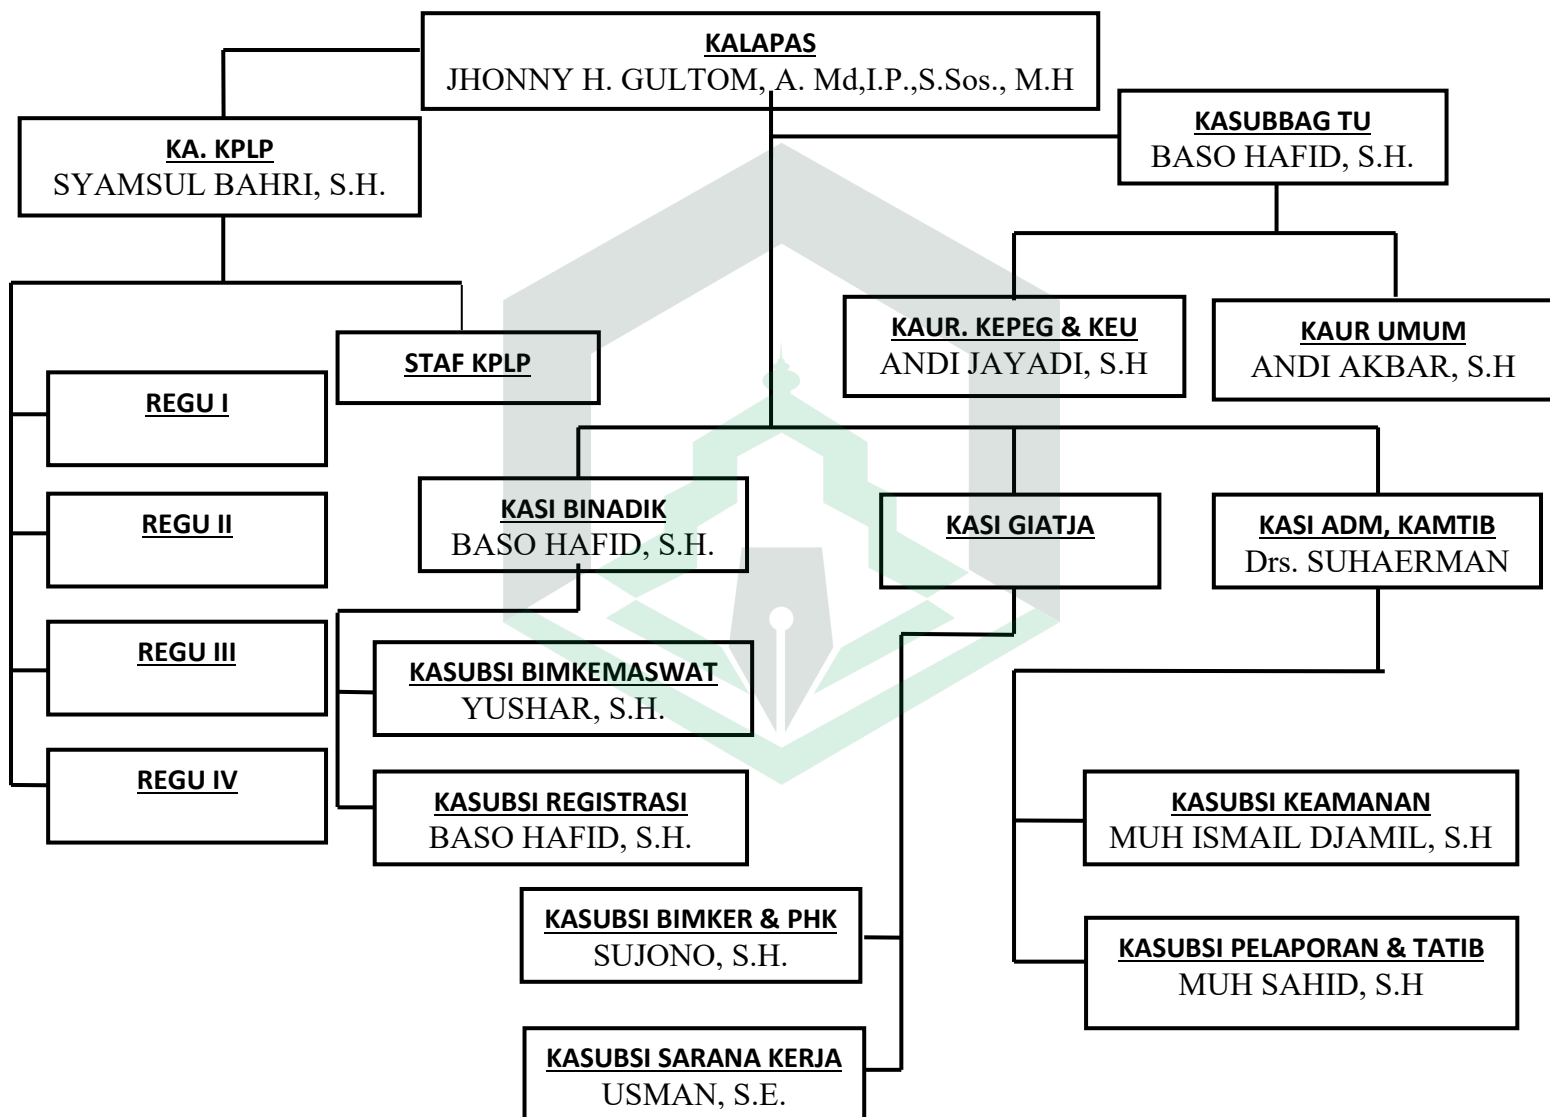 KALAPAS
JHONNY H. GULTOM, A. Md,I.P.,S.Sos., M.H
KA. KPLP
SYAMSUL BAHRI, S.H.
KASUBBAG TU
BASO HAFID, S.H.
KAUR. KEPEG & KEU
ANDI JAYADI, S.H
KAUR UMUM
ANDI AKBAR, S.H
STAF KPLP
REGU I
REGU II
REGU III
REGU IV
KASI BINADIK
BASO HAFID, S.H.
KASI GIATJA
KASI ADM, KAMTIB
Drs. SUHAERMAN
KASUBSI BIMKEMASWAT
YUSHAR, S.H.
KASUBSI REGISTRASI
BASO HAFID, S.H.
KASUBSI BIMKER & PHK
SUJONO, S.H.
KASUBSI SARANA KERJA
USMAN, S.E.
KASUBSI KEAMANAN
MUH ISMAIL DJAMIL, S.H
KASUBSI PELAPORAN & TATIB
MUH SAHID, S.H